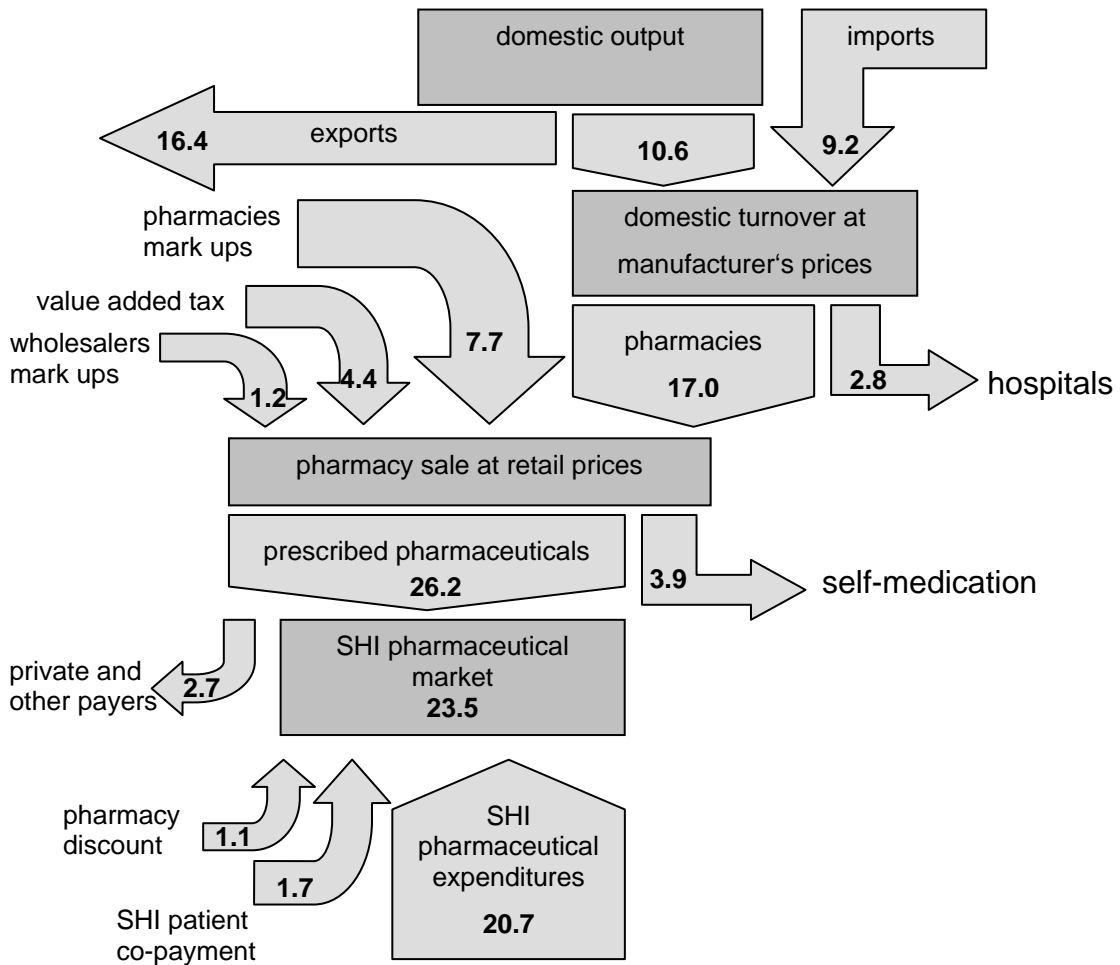 domestic output
imports
16.4
exports
10.6
9.2
pharmacies
mark ups
domestic turnover at
manufacturer‘s prices
value added tax
wholesalers
mark ups
7.7
pharmacies
4.4
1.2
17.0
2.8
hospitals
pharmacy sale at retail prices
prescribed pharmaceuticals
26.2
3.9
self-medication
private and
other payers
2.7
SHI pharmaceutical
market
23.5
pharmacy
discount
1.1
SHI
pharmaceutical
expenditures
20.7
1.7
SHI patient
co-payment